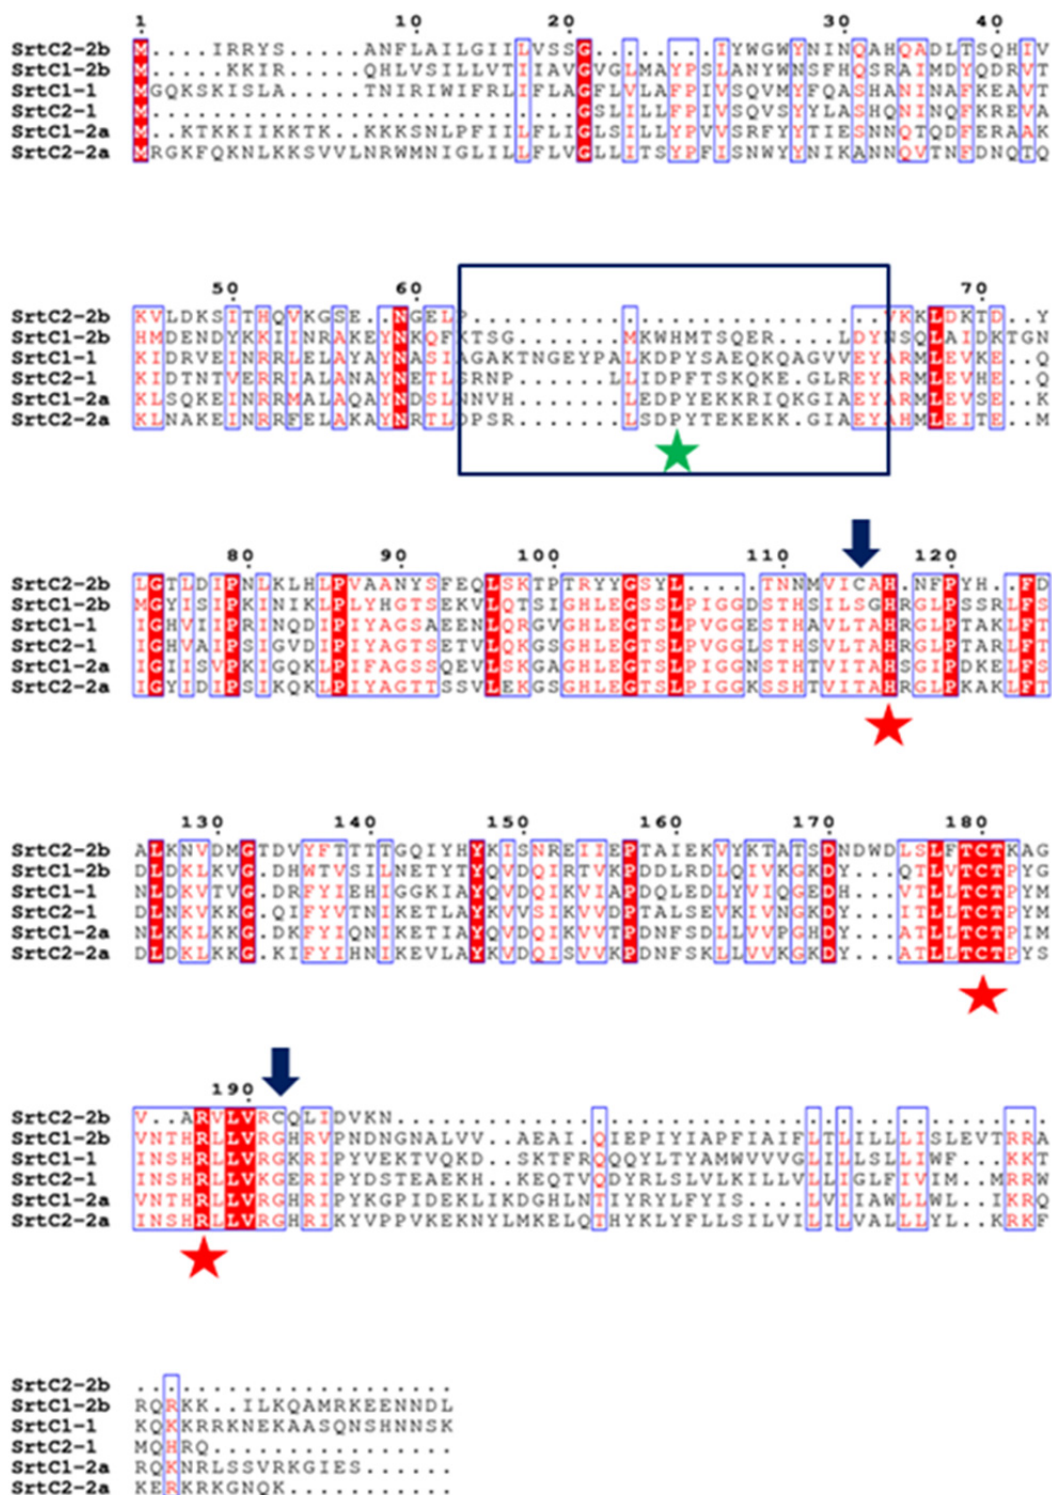 1 10 20 30 40
SrtC2-2b M....IRRYS.....ANFLAILGIILVSSG.......IYWGWYNINQAHQADLTSQHIV
SrtC1-2b M.....KKIR.....QHLVSILLVTIIAVGVGLMAYPSLANYWNSFHQSRAIMDYQDRVT
SrtC1-1 MGQKSKISLA.....TNIRIWIFRLIFLAGFLVLAFPIVSQVMYFQASHANINAFKEAVT
SrtC2-1 M............................GLSILLYPIVSQVSYYLASHQNINQFKREVT
SrtC1-2a M..KTKKIIKKTK..KKKSNLPFIILFLIGLSILLYPVVSRFYYTIESNNQTQDFERAAK
SrtC2-2a MRGKFQKNLKKSVVLNRWMNIGLILLFLVGLLITSYPFISNWYYNIKANNQVTNFDNQTQ
50 60 70
SrtC2-2b KVLDKSITHQVKGSE..NGELP..........................VKKLDKTD..Y
SrtC1-2b HMDENDYKKIINRAKEYNKQFKTSG.......MKWHMTSQER....LDYNSQLAIDKTGN
SrtC1-1 KIDRVEINRRLELAYAYNASIAGAKTNGEYPALKDPYSAEQKQAGVVEYARMLEVKE..Q
SrtC2-1 KIDTNTVERRIALANAYNETLSRNP......LLIDPFTSKQKE.GLREYARMLEVHE..Q
SrtC1-2a KLSQKEINRRMALAQAYNDSLNNVH.......LEDPYEKKRIQKGIAEYARMLEVSE..K
SrtC2-2a KLNAKEINRRFELAKAYNRTLDPSR.......LSDPYTEKEKK.GIAEYAHMLEITE..M
80 90 100 110 120
SrtC2-2b LGTLDIPNLKLHLPVAANYSFEQLSKTPTRYYGSYL.....TNNMVICAH.NFPYH..FD
SrtC1-2b MGYISIPKINIKLPLYHGTSEKVLQTSIGHLEGSSLPIGGDSTHSILSGHRGLPSSRLFS
SrtC1-1 IGHVIIPRINQDIPIYAGSAEENLQRGVGHLEGTSLPVGGESTHAVLTAHRGLPTAKLFT
SrtC2-1 IGHVAIPSIGVDIPIYAGTSETVLQKGSGHLEGTSLPVGGLSTHSVLTAHRGLPTARLFT
SrtC1-2a IGIISVPKIGQKLPIFAGSSQEVLSKGAGHLEGTSLPIGGNSTHTVITAHSGIPDKELFS
SrtC2-2a IGYIDIPSIKQKLPIYAGTTSSVLEKGSGHLEGTSLPIGGKSSHTVITAHRGLPKAKLFT
130 140 150 160 170 180
SrtC2-2b ALKNVDMGTDVYFTTTTGQIYHYKISNREIIEPTAIEKVYKTATSDNDWDLSLFTCTKAG
SrtC1-2b DLDKLKVG.DHWTVSILNETYTYQVDQIRTVKPDDLRDLQIVQGKDY...QTLVTCTPYG
SrtC1-1 NLDKVTVG.DRFYIEHIGGKIAYQVDQIKVIAPDQLEDLYVIQGEDH...VTLLTCTPYM
SrtC2-1 DLNKVKKG.QIFYVTNIKETLAYKVVSIKVVDPTALSEVKIVNGKDY...ITLLTCTPYM
SrtC1-2a NLKKLKKG.DKFYIQNIKETIAYQVDQIKVVTPDNFSDLLVVPGHDY...ATLLTCTPIM
SrtC2-2a DLDKLKKG.KIFYIHNIKEVLAYKVDQISVVKPDNFSKLLVVKGKDY...ATLLTCTPYS
190
SrtC2-2b V..ARVLVRCQLIDVKN...........................................
SrtC1-2b VNTHRLLVRGHRVPNDNGNALVV..AEAI.QIEPIYIAPFIAIFLTLILLLISLEVTRRA
SrtC1-1 INSHRLLVRGKRIPYVEKTVQKD..SKTFRQQQYLTYAMWVVVGLILLSLLIWF...KKT
SrtC2-1 INSHRLLVKGERIPYDSTEAEKH..KEQTVQDYRLSLVLKILLVLLIGLFIVIM..MRRW
SrtC1-2a VNTHRLLVRGHRIPYKGPIDEKLIKDGHLNTIYRYLFYIS....LVIIAWLLWL..IKRQ
SrtC2-2a INSHRLLVRGHRIKYVPPVKEKNYLMKELQTHYKLYFLLSILVILILVALLLYL..KRKF
SrtC2-2b .....................
SrtC1-2b RQRKK..ILKQAMRKEENNDL
SrtC1-1 KQKKRRKNEKAASQNSHNNSK
SrtC2-1 MQHRQ................
SrtC1-2a RQKNRLSSVRKGIES......
SrtC2-2a KERKRKGNQK...........